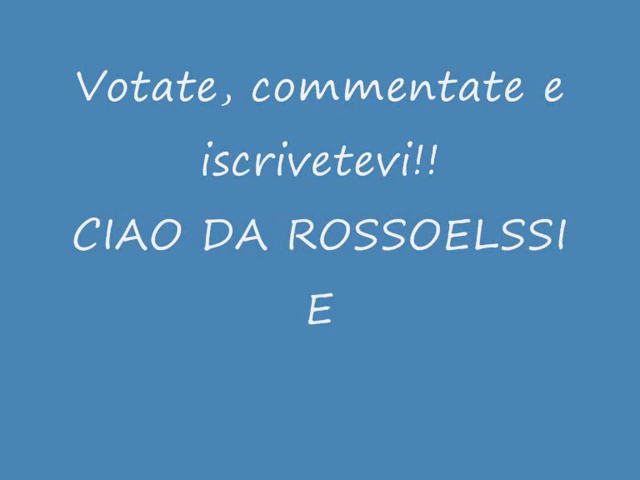 Votate, commentate e
iscrivetevi!!
CIAO DA ROSSOELSSI
E